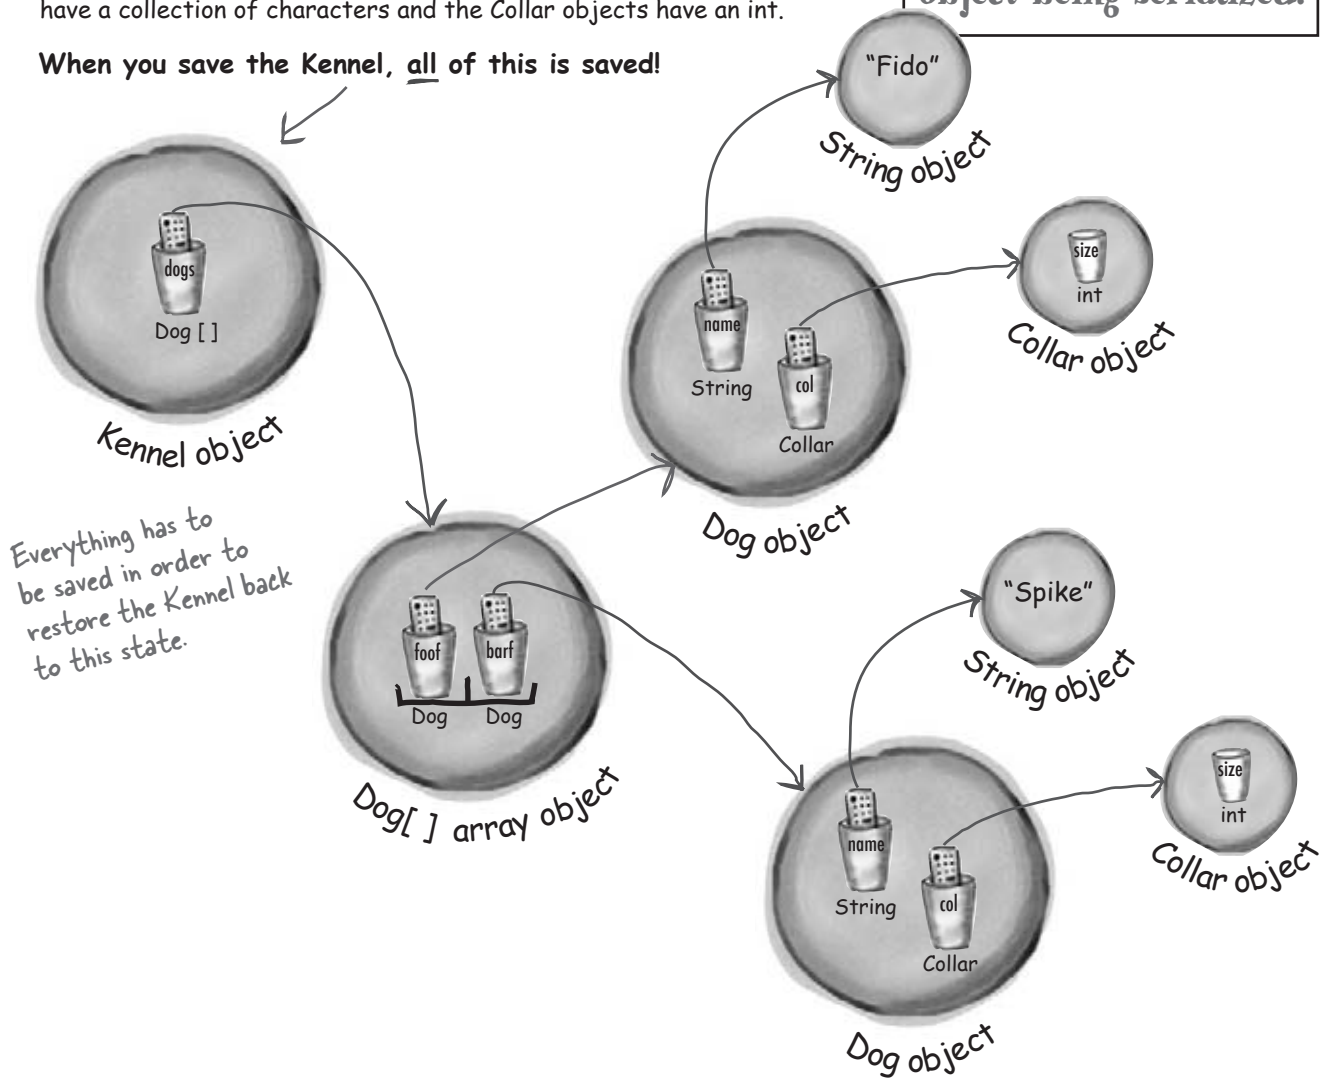 have a collection of characters and the Collar objects have an int.
object being serialized.
When you save the Kennel, all of this is saved!
"Fido"
String object
dogs
Dog [ ]
Kennel object
name
String
col
Collar
Dog object
size
int
Collar object
Everything has to
be saved in order to
restore the Kennel back
to this state.
foof
barf
Dog
Dog
Dog[ ] array object
"Spike"
String object
name
String
col
Collar
Dog object
size
int
Collar object